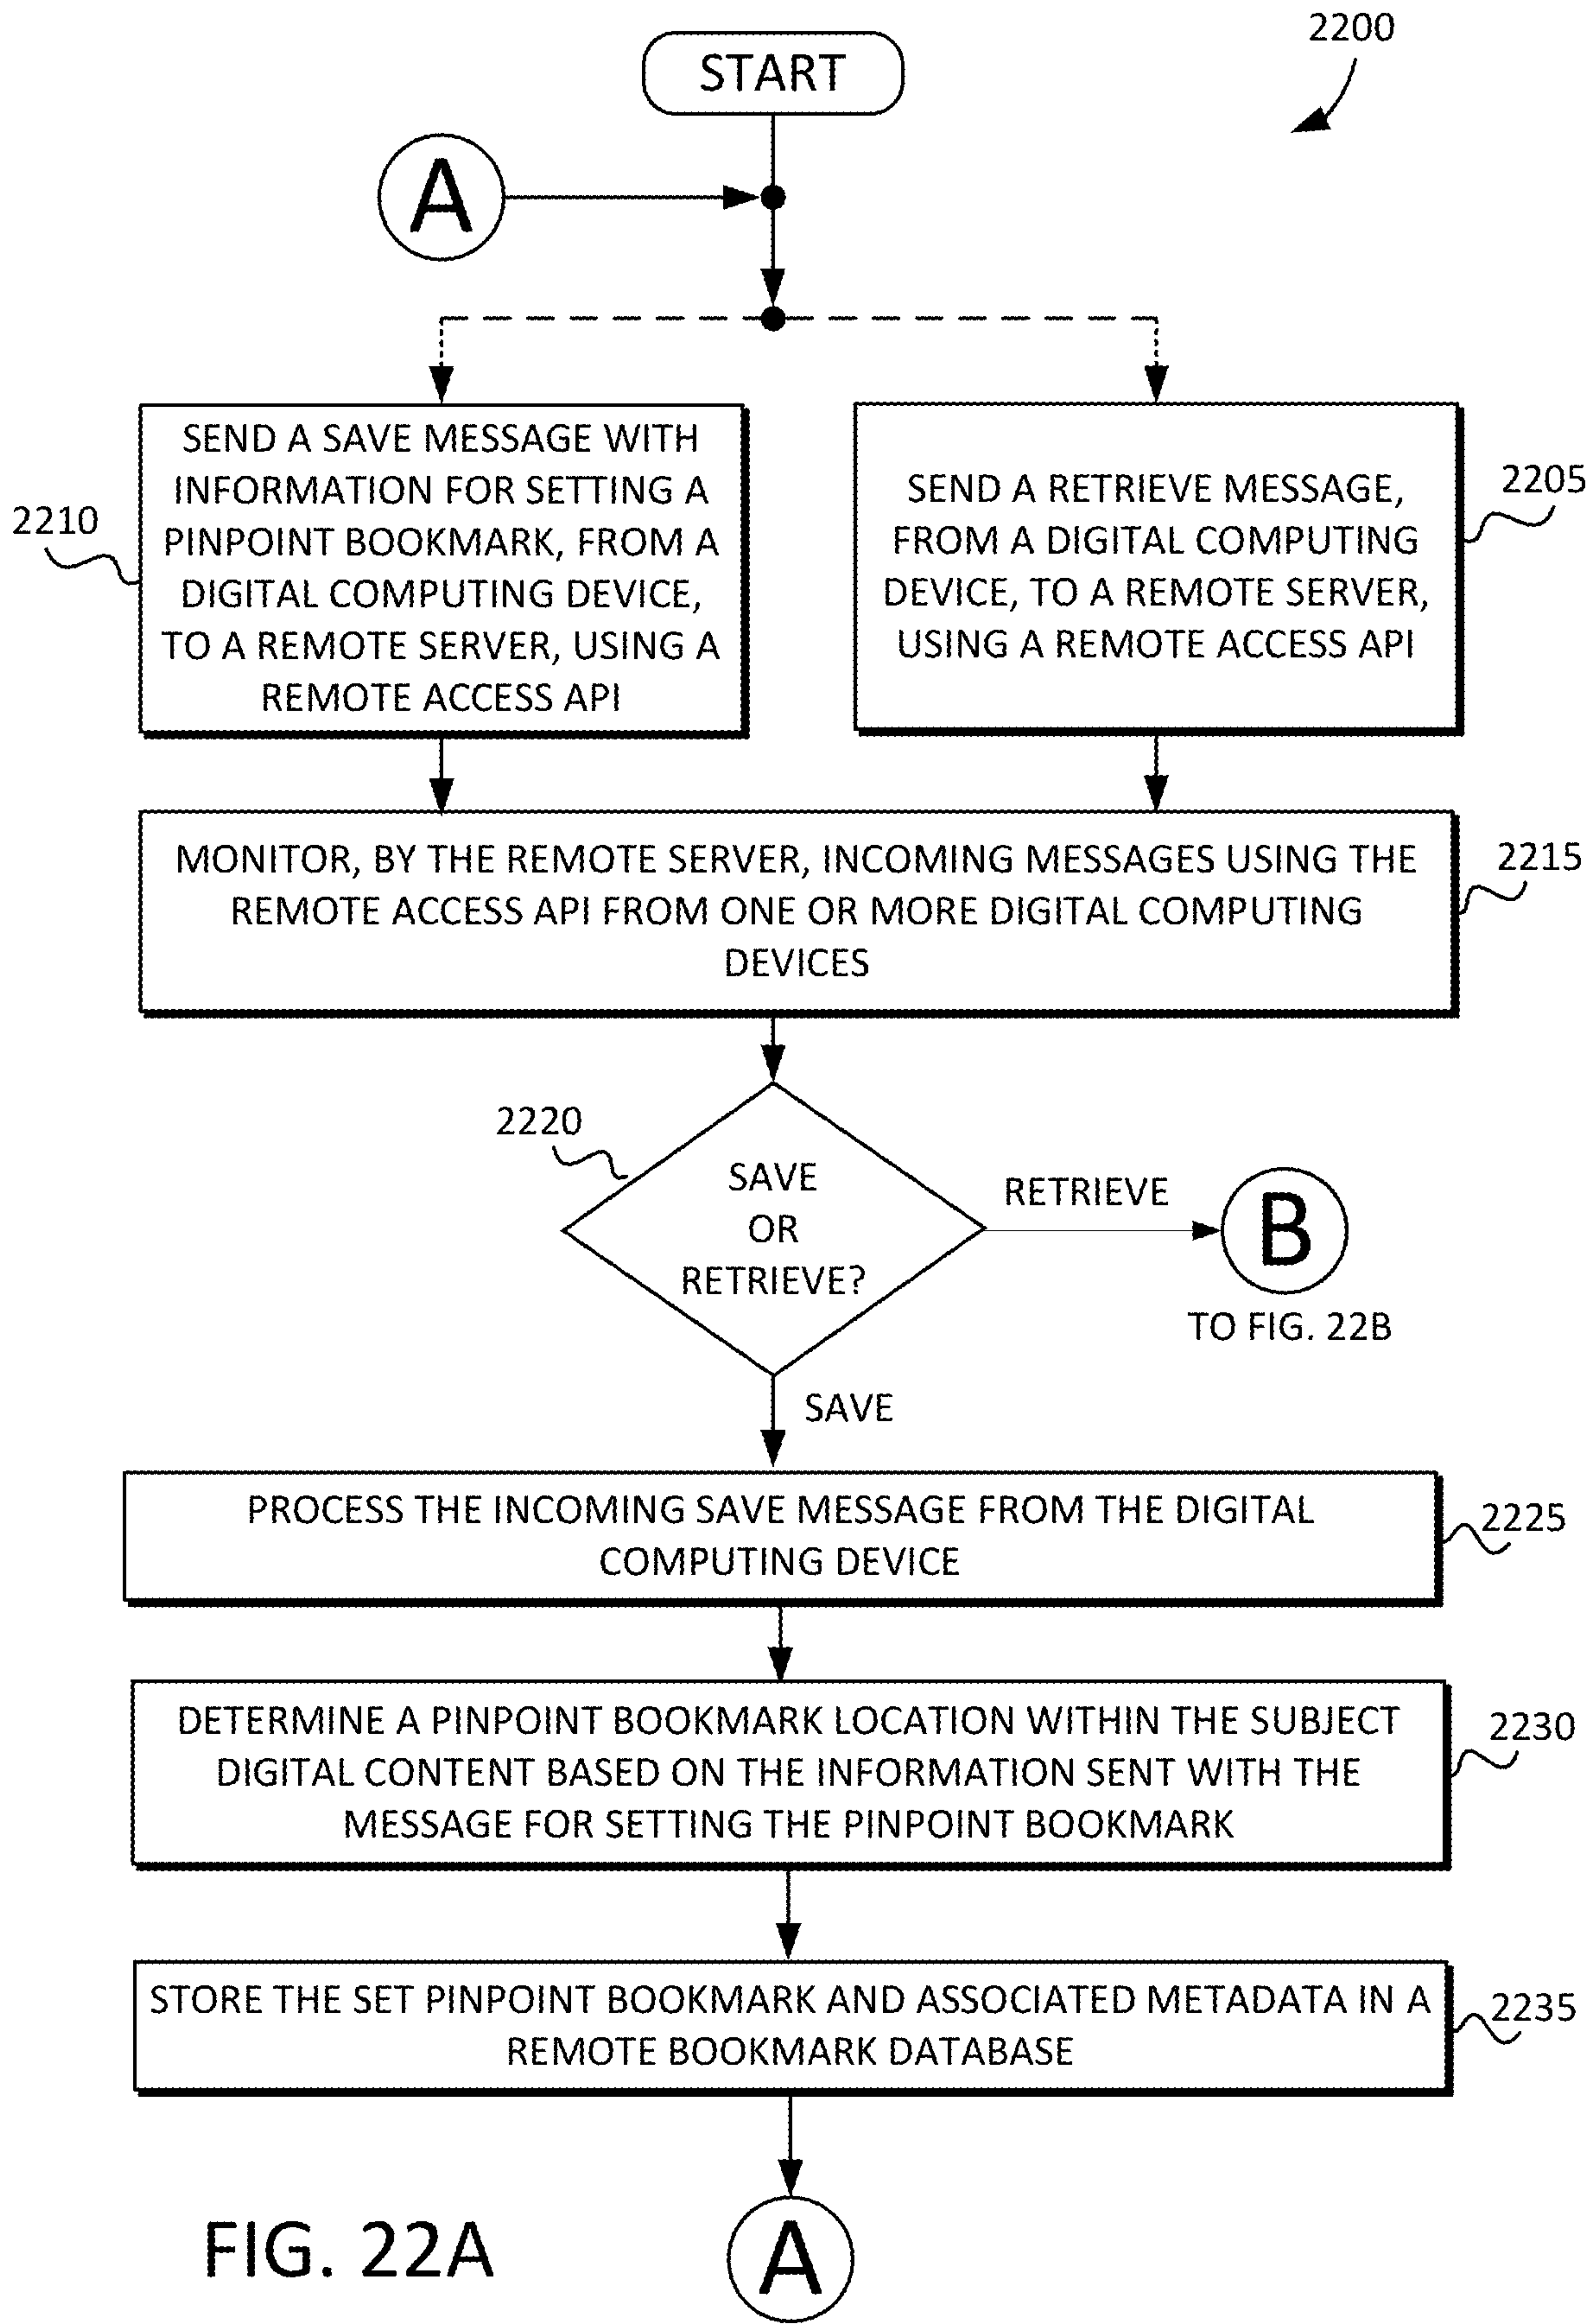 2200
START
A
SEND A SAVE MESSAGE WITH
INFORMATION FOR SETTING A
PINPOINT BOOKMARK, FROM A
DIGITAL COMPUTING DEVICE,
TO A REMOTE SERVER, USING A
REMOTE ACCESS API
2210
SEND A RETRIEVE MESSAGE,
FROM A DIGITAL COMPUTING
DEVICE, TO A REMOTE SERVER,
USING A REMOTE ACCESS API
2205
MONITOR, BY THE REMOTE SERVER, INCOMING MESSAGES USING THE
REMOTE ACCESS API FROM ONE OR MORE DIGITAL COMPUTING
DEVICES
2215
2220
SAVE
OR
RETRIEVE?
RETRIEVE
B
TO FIG. 22B
SAVE
PROCESS THE INCOMING SAVE MESSAGE FROM THE DIGITAL
COMPUTING DEVICE
2225
DETERMINE A PINPOINT BOOKMARK LOCATION WITHIN THE SUBJECT
DIGITAL CONTENT BASED ON THE INFORMATION SENT WITH THE
MESSAGE FOR SETTING THE PINPOINT BOOKMARK
2230
STORE THE SET PINPOINT BOOKMARK AND ASSOCIATED METADATA IN A
REMOTE BOOKMARK DATABASE
2235
A
FIG. 22A